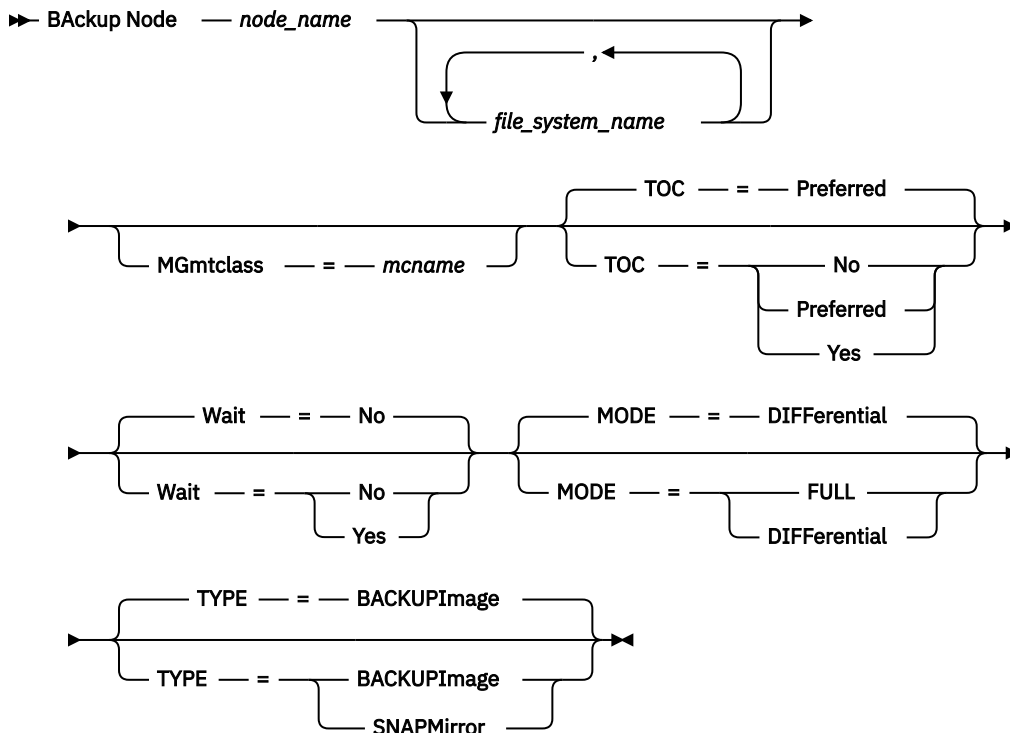 BAckup Node node_name
,
file_system_name
TOC = Preferred
MGmtclass = mcname TOC = No
Preferred
Yes
Wait = No MODE = DIFFerential
Wait = No MODE = FULL
Yes DIFFerential
TYPE = BACKUPImage
TYPE = BACKUPImage
SNAPMirror